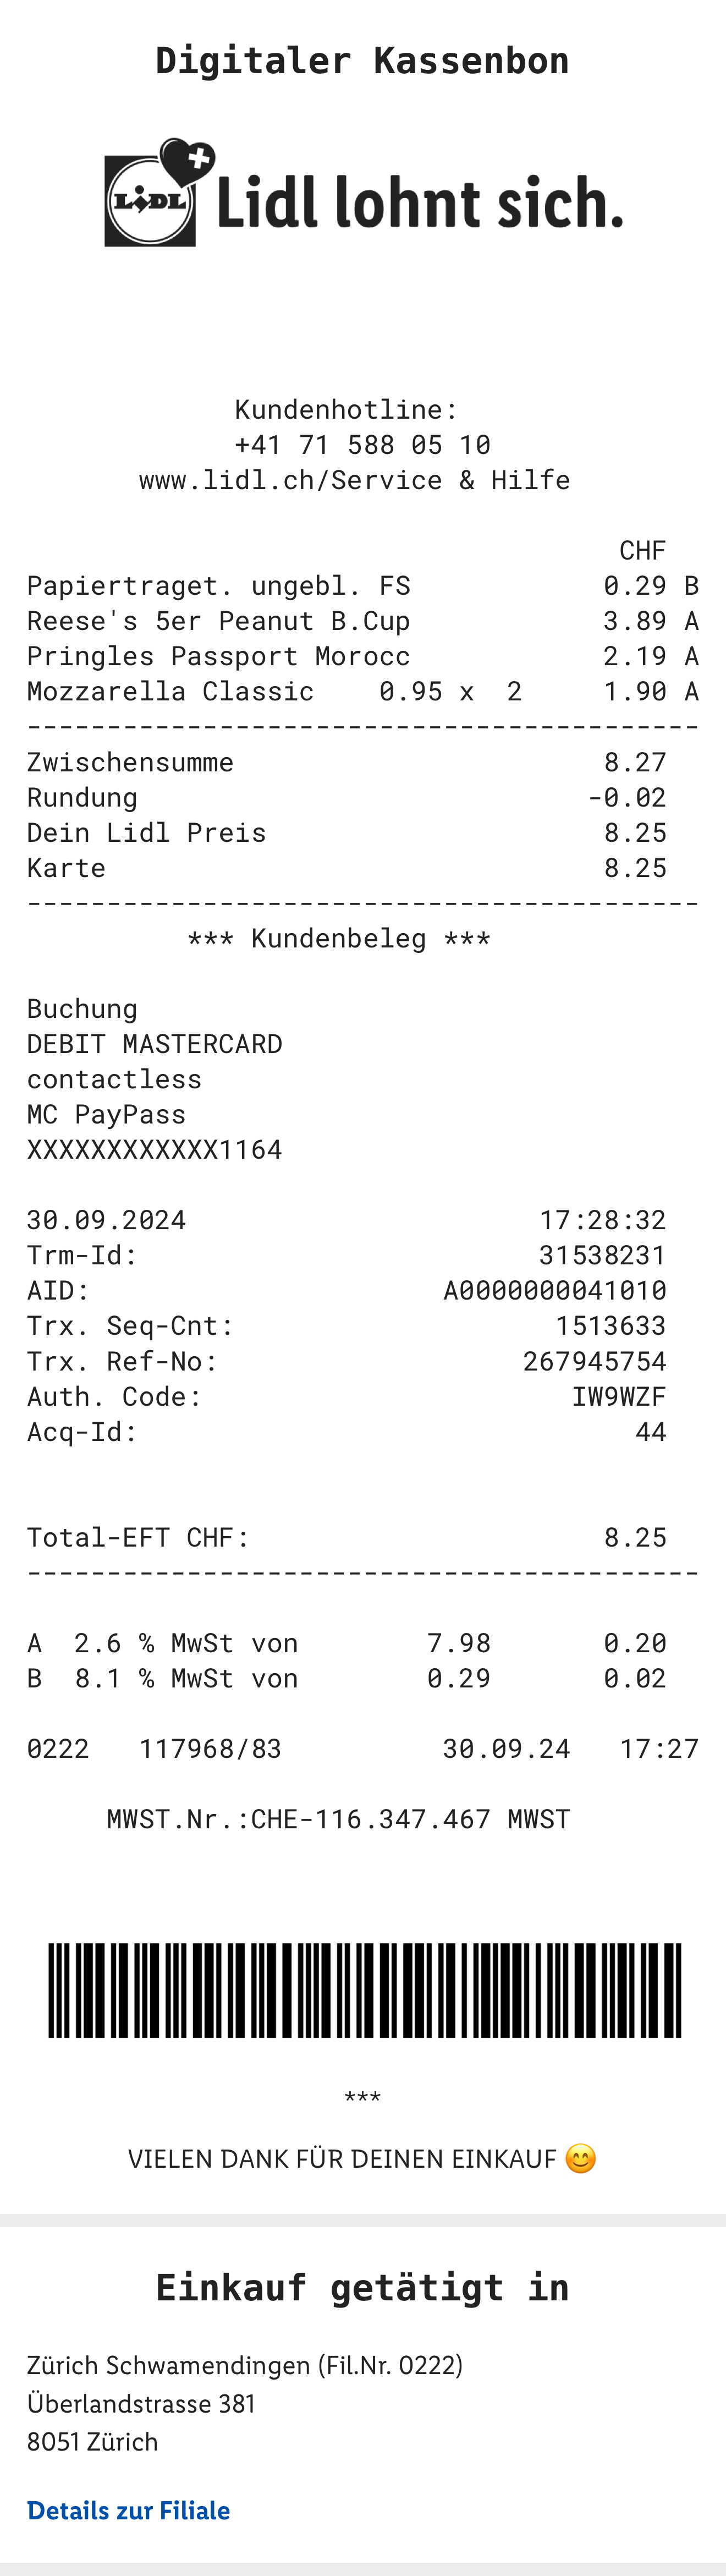 Digitaler Kassenbon
LIDL Lidl lohnt sich.
Kundenhotline:
+41 71 588 05 10
www.lidl.ch/Service & Hilfe
CHF
Papiertraget. ungebl. FS 0.29 B
Reese's 5er Peanut B.Cup 3.89 A
Pringles Passport Morocc 2.19 A
Mozzarella Classic 0.95 x 2 1.90 A
------------------------------------------
Zwischensumme 8.27
Rundung -0.02
Dein Lidl Preis 8.25
Karte 8.25
------------------------------------------
*** Kundenbeleg ***
Buchung
DEBIT MASTERCARD
contactless
MC PayPass
XXXXXXXXXXXX1164
30.09.2024 17:28:32
Trm-Id: 31538231
AID: A0000000041010
Trx. Seq-Cnt: 1513633
Trx. Ref-No: 267945754
Auth. Code: IW9WZF
Acq-Id: 44
Total-EFT CHF: 8.25
------------------------------------------
A 2.6 % MwSt von 7.98 0.20
B 8.1 % MwSt von 0.29 0.02
0222 117968/83 30.09.24 17:27
MWST.Nr.:CHE-116.347.467 MWST
***
VIELEN DANK FÜR DEINEN EINKAUF 😊
Einkauf getätigt in
Zürich Schwamendingen (Fil.Nr. 0222)
Überlandstrasse 381
8051 Zürich
Details zur Filiale